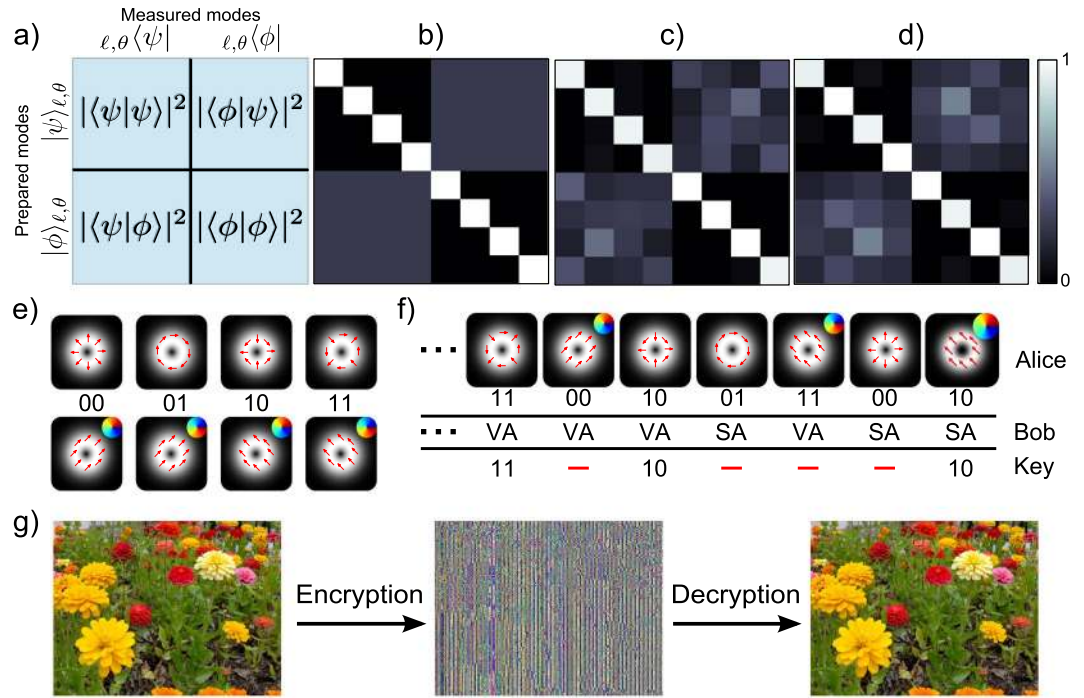 Measured modes
a) ℓ,θ⟨ψ| ℓ,θ⟨ϕ| b) c) d)
Prepared modes
|ψ⟩ℓ,θ |⟨ψ|ψ⟩|² |⟨ϕ|ψ⟩|²
|ϕ⟩ℓ,θ |⟨ψ|ϕ⟩|² |⟨ϕ|ϕ⟩|²
1
0
e)
00 01 10 11
f)
... Alice
11 00 10 01 11 00 10
... VA VA VA SA VA SA SA Bob
11 — 10 — — — 10 Key
g)
Encryption Decryption